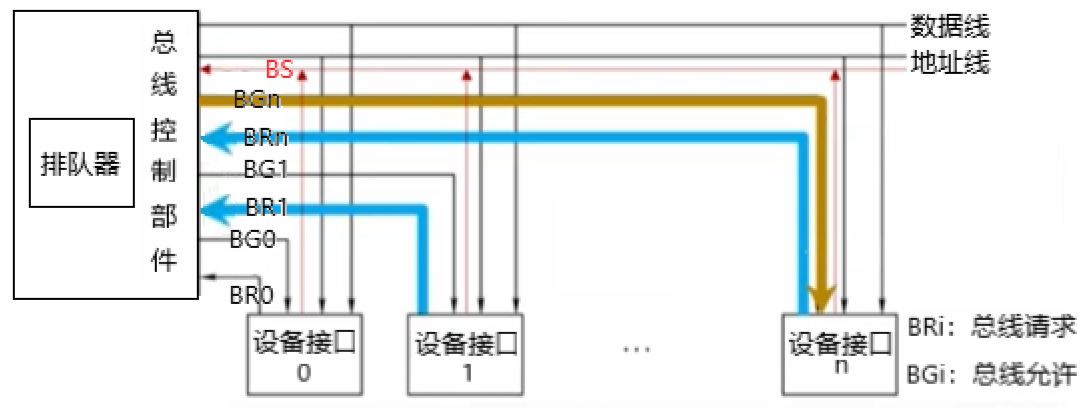 数据线
地址线
BS
BGn
BRn
BG1
BR1
BG0
BR0
排队器
总线控制部件
设备接口
0
设备接口
1
...
设备接口
n
BRi：总线请求
BGi：总线允许